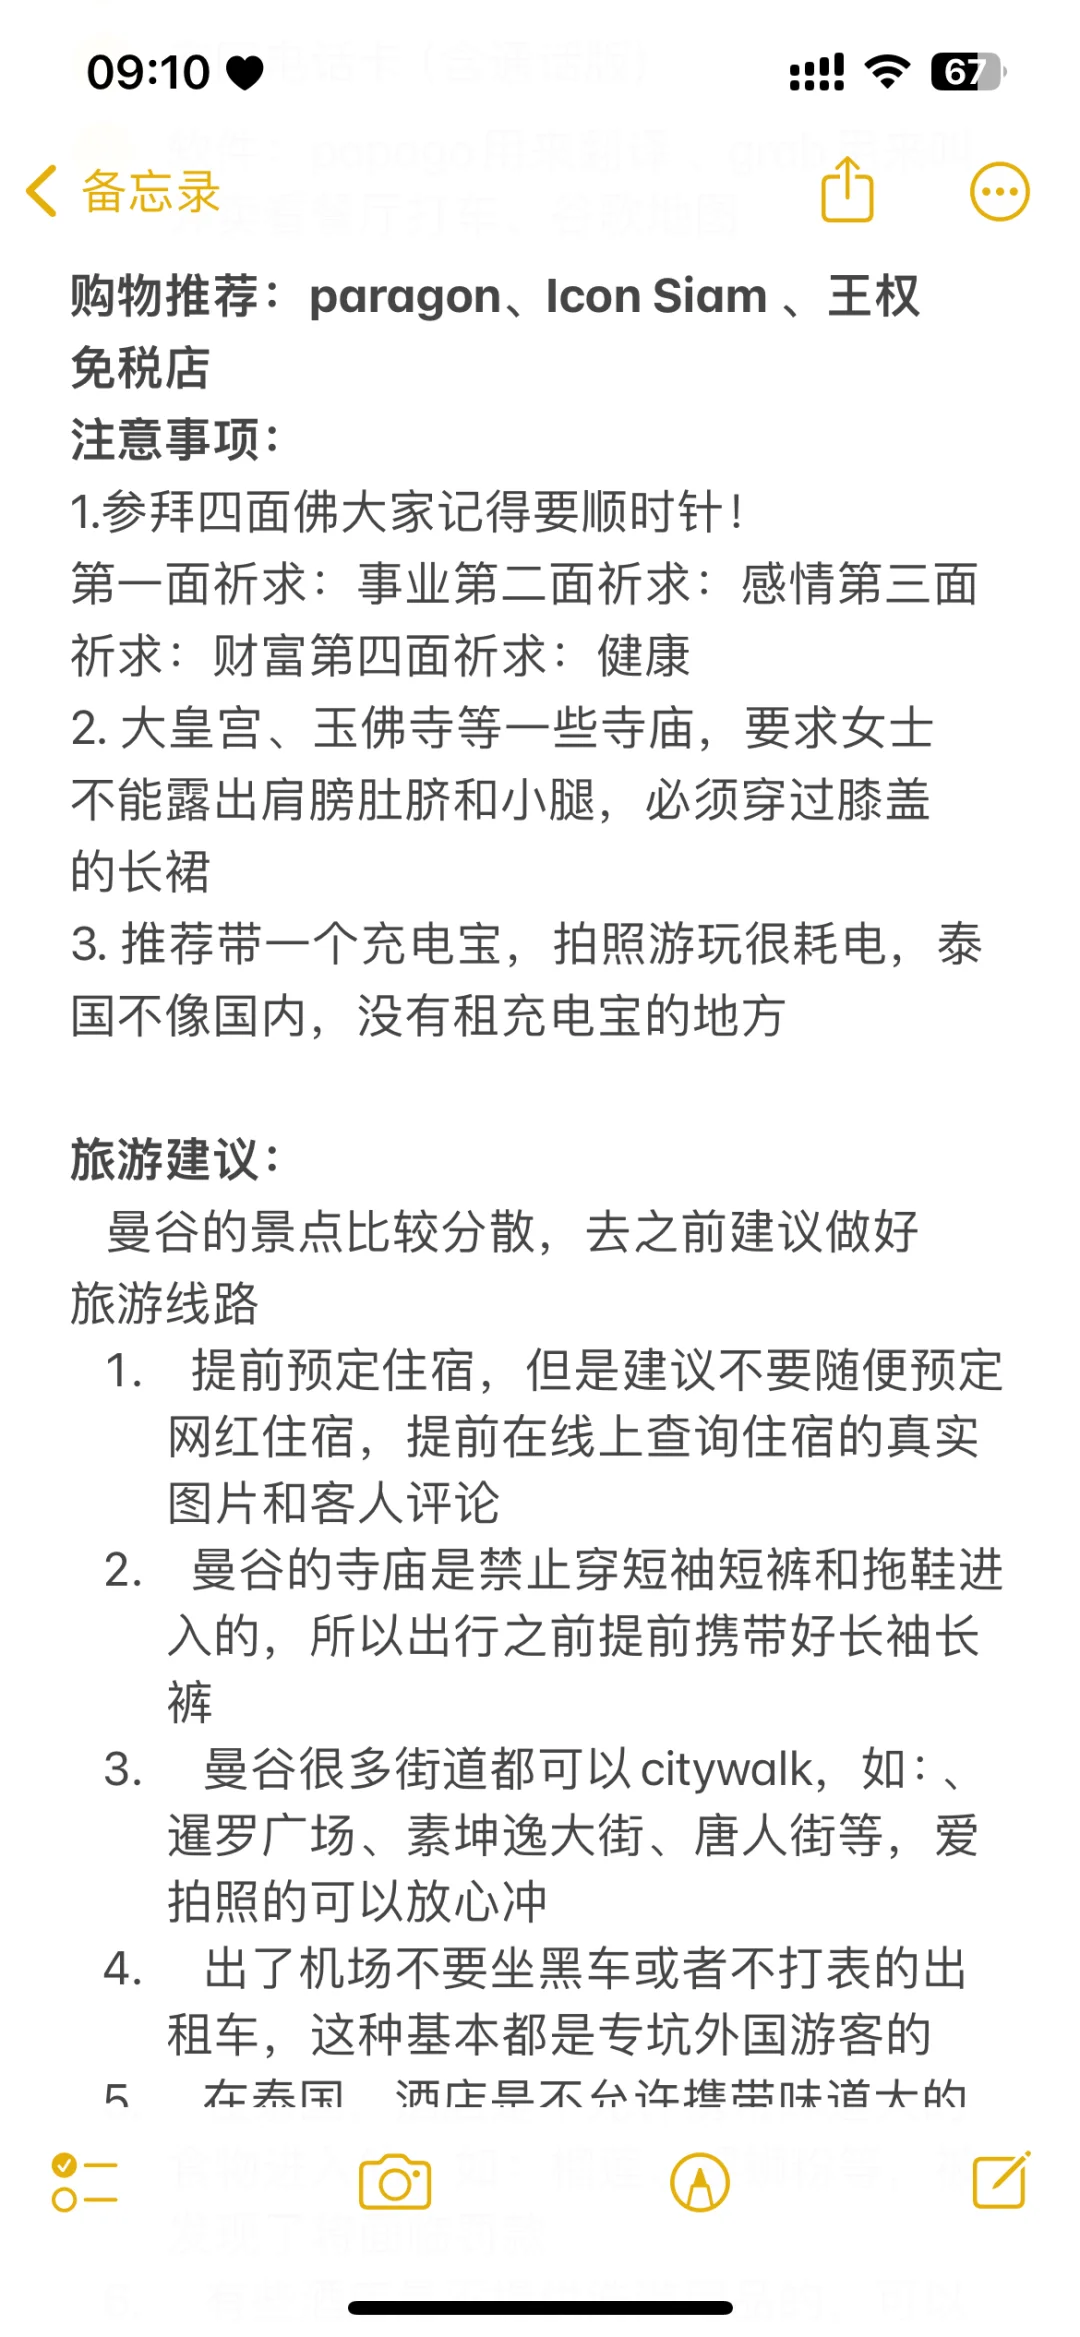 09:10
67
备忘录
购物推荐：paragon、Icon Siam 、王权
免税店
注意事项：
1.参拜四面佛大家记得要顺时针！
第一面祈求：事业第二面祈求：感情第三面
祈求：财富第四面祈求：健康
2. 大皇宫、玉佛寺等一些寺庙，要求女士
不能露出肩膀肚脐和小腿，必须穿过膝盖
的长裙
3. 推荐带一个充电宝，拍照游玩很耗电，泰
国不像国内，没有租充电宝的地方
旅游建议：
曼谷的景点比较分散，去之前建议做好
旅游线路
1. 提前预定住宿，但是建议不要随便预定
网红住宿，提前在线上查询住宿的真实
图片和客人评论
2. 曼谷的寺庙是禁止穿短袖短裤和拖鞋进
入的，所以出行之前提前携带好长袖长
裤
3. 曼谷很多街道都可以citywalk，如：、
暹罗广场、素坤逸大街、唐人街等，爱
拍照的可以放心冲
4. 出了机场不要坐黑车或者不打表的出
租车，这种基本都是专坑外国游客的
5 在泰国 酒店是不允许携带味道大的